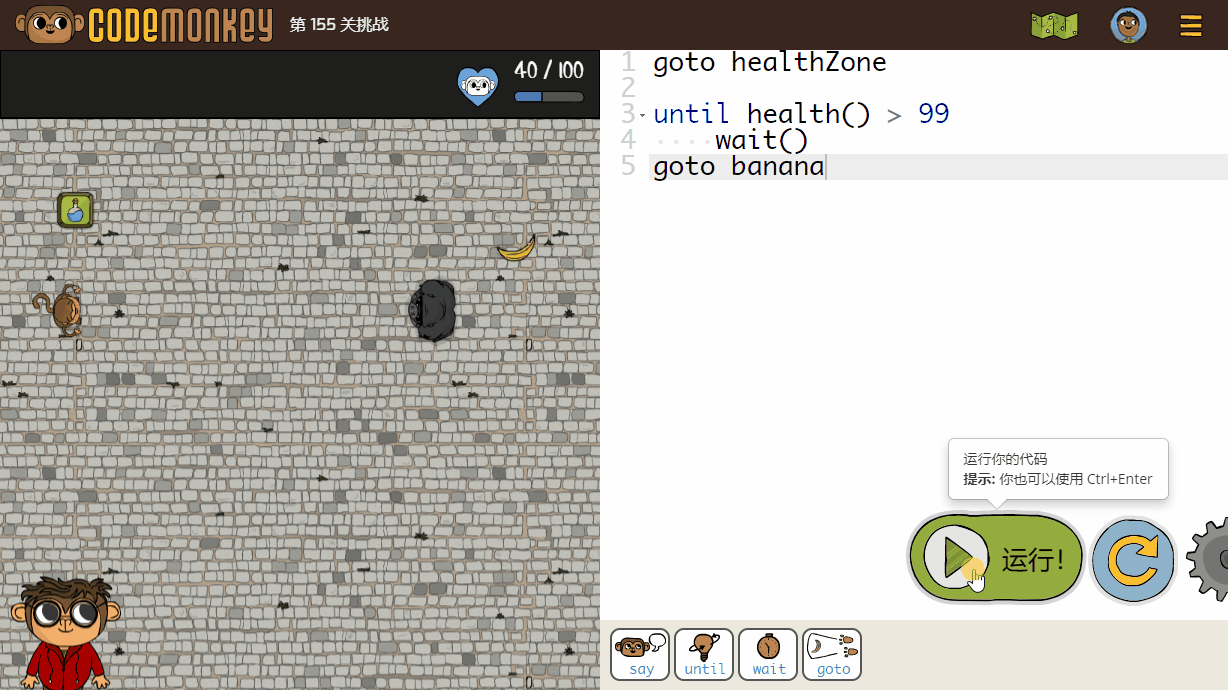 CODEMONKEY
第 155 关挑战
40 / 100
1 goto healthZone
2
3 until health() > 99
4 ····wait()
5 goto banana
运行你的代码
提示: 你也可以使用 Ctrl+Enter
运行!
say
until
wait
goto